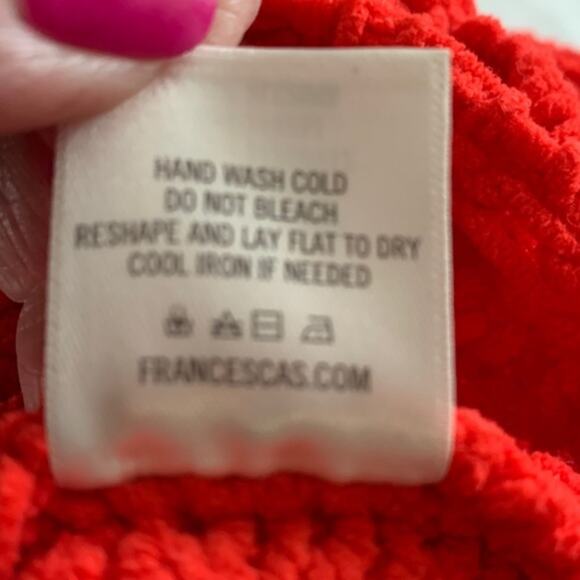 HAND WASH COLD
DO NOT BLEACH
RESHAPE AND LAY FLAT TO DRY
COOL IRON IF NEEDED
FRANCESCAS.COM